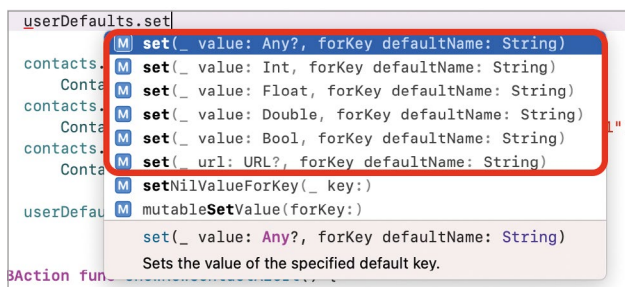 userDefaults.set
M set(_ value: Any?, forKey defaultName: String)
contacts.
M set(_ value: Int, forKey defaultName: String)
Conta
M set(_ value: Float, forKey defaultName: String)
contacts.
M set(_ value: Double, forKey defaultName: String)
Conta
M set(_ value: Bool, forKey defaultName: String)
l"
contacts.
M set(_ url: URL?, forKey defaultName: String)
Conta
M setNilValueForKey(_ key:)
userDefau
M mutableSetValue(forKey:)
set(_ value: Any?, forKey defaultName: String)
Sets the value of the specified default key.
BAction func